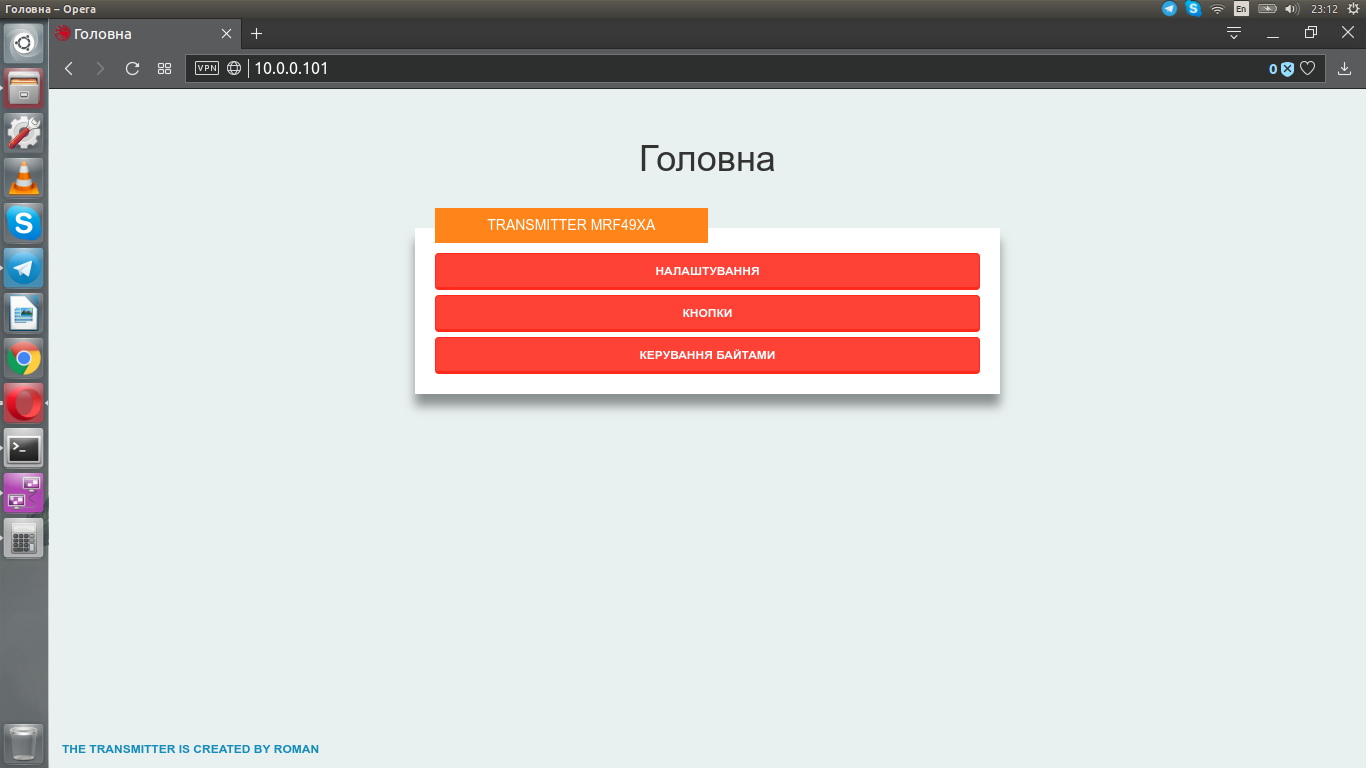 Головна – Opera
En
23:12
Головна
VPN
10.0.0.101
0
Головна
TRANSMITTER MRF49XA
НАЛАШТУВАННЯ
КНОПКИ
КЕРУВАННЯ БАЙТАМИ
THE TRANSMITTER IS CREATED BY ROMAN